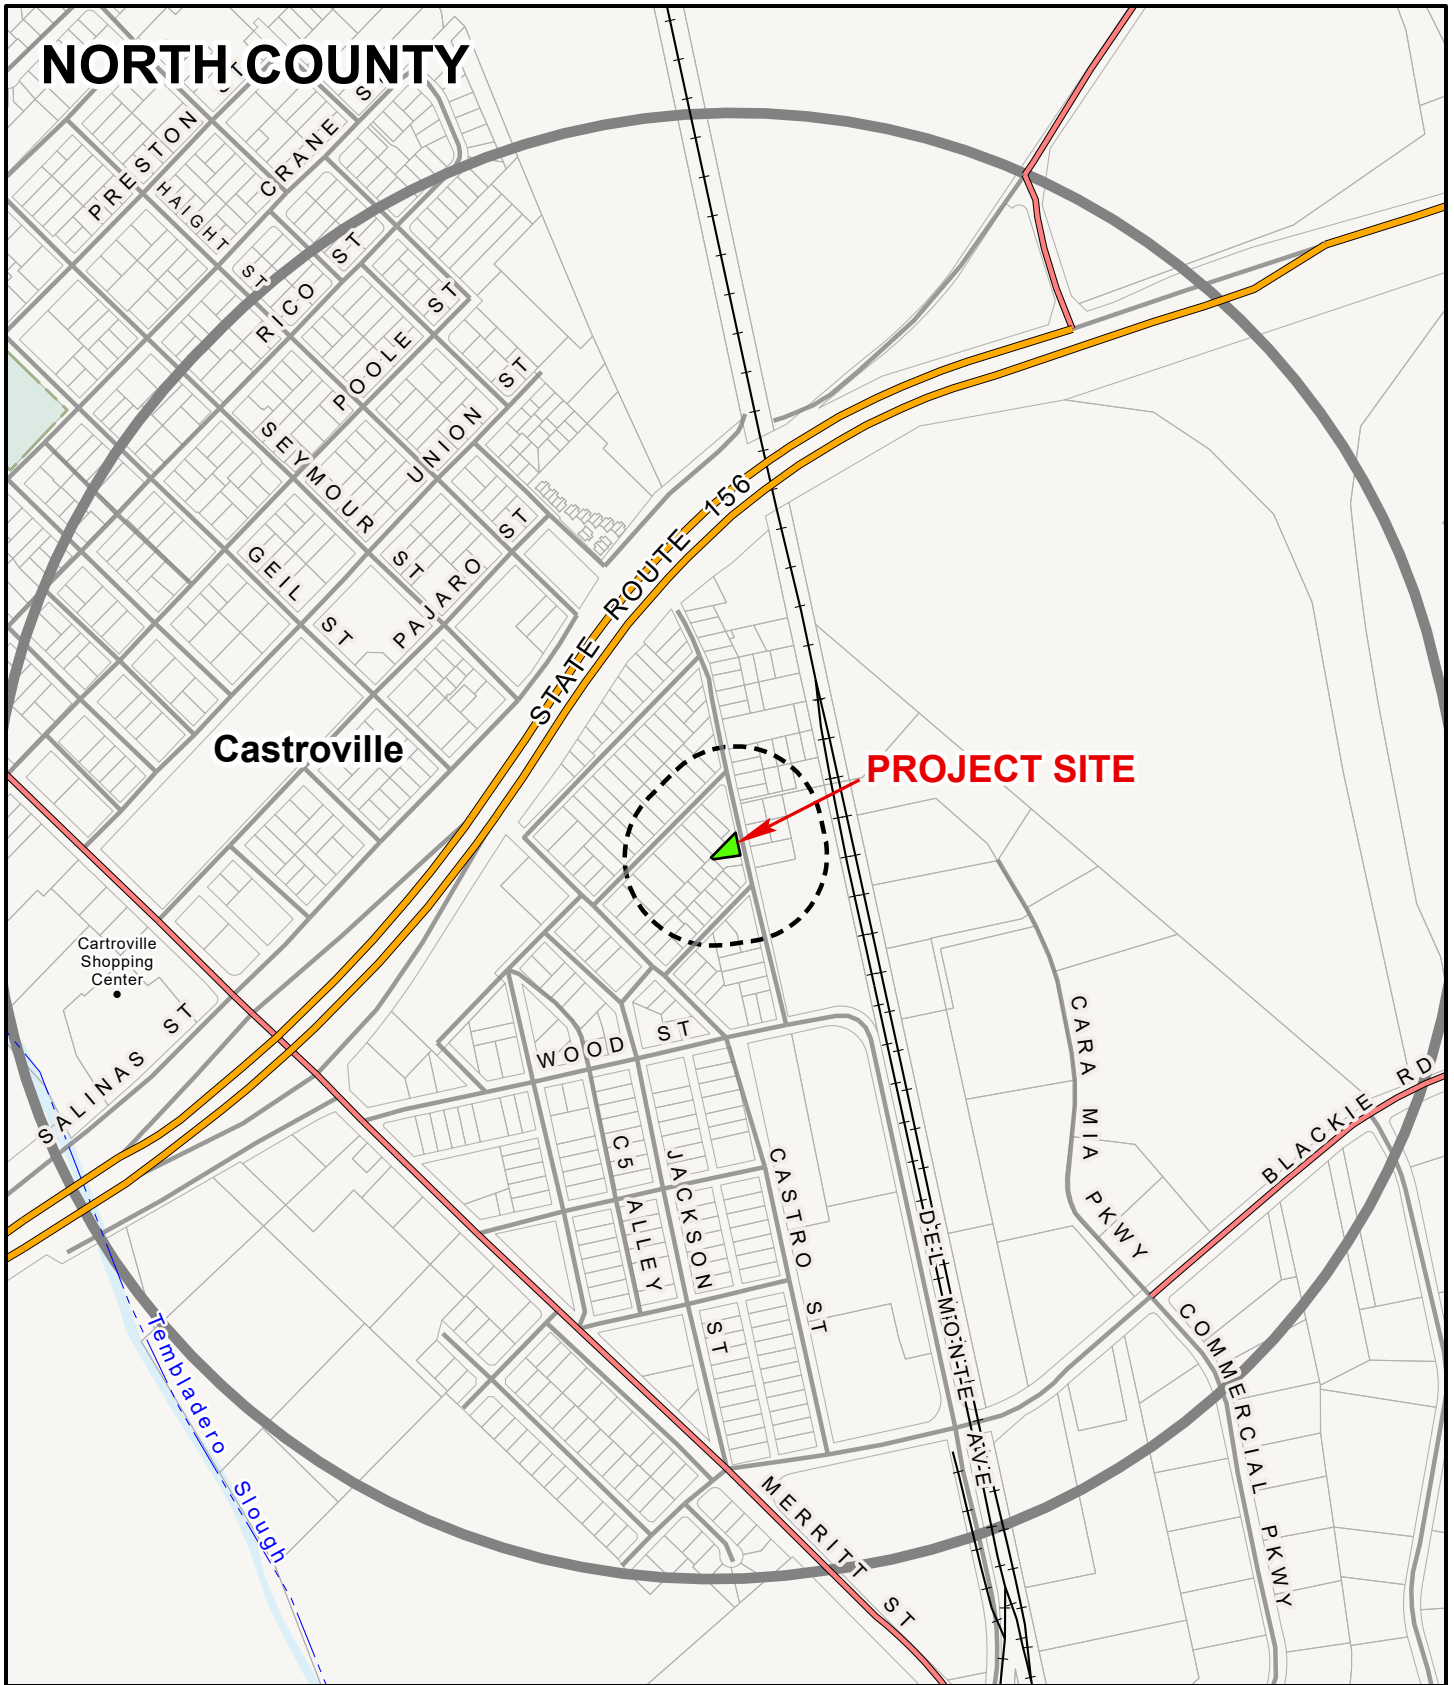 NORTH COUNTY
ST
PRESTON
CRANE S
HAIGHT ST
RICO ST
POOLE ST
UNION ST
SEYMOUR ST
PAJARO ST
GEIL ST
STATE ROUTE 156
Castroville
PROJECT SITE
Cartroville
Shopping
Center
SALINAS ST
WOOD ST
C5 ALLEY
JACKSON ST
CASTRO ST
DEL MONTE AVE
CARA MIA PKWY
BLACKIE RD
COMMERCIAL PKWY
Tembladero Slough
MERRITT ST